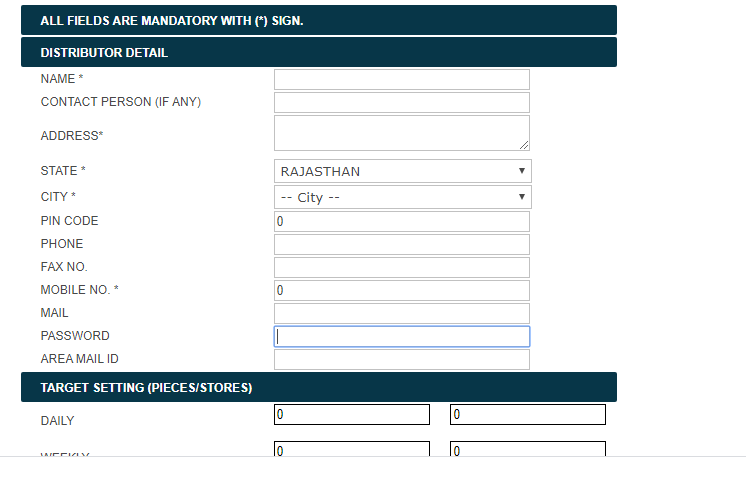 ALL FIELDS ARE MANDATORY WITH (*) SIGN.
DISTRIBUTOR DETAIL
NAME *
CONTACT PERSON (IF ANY)
ADDRESS*
STATE * RAJASTHAN
CITY * -- City --
PIN CODE 0
PHONE
FAX NO.
MOBILE NO. * 0
MAIL
PASSWORD
AREA MAIL ID
TARGET SETTING (PIECES/STORES)
DAILY 0 0
WEEKLY 0 0